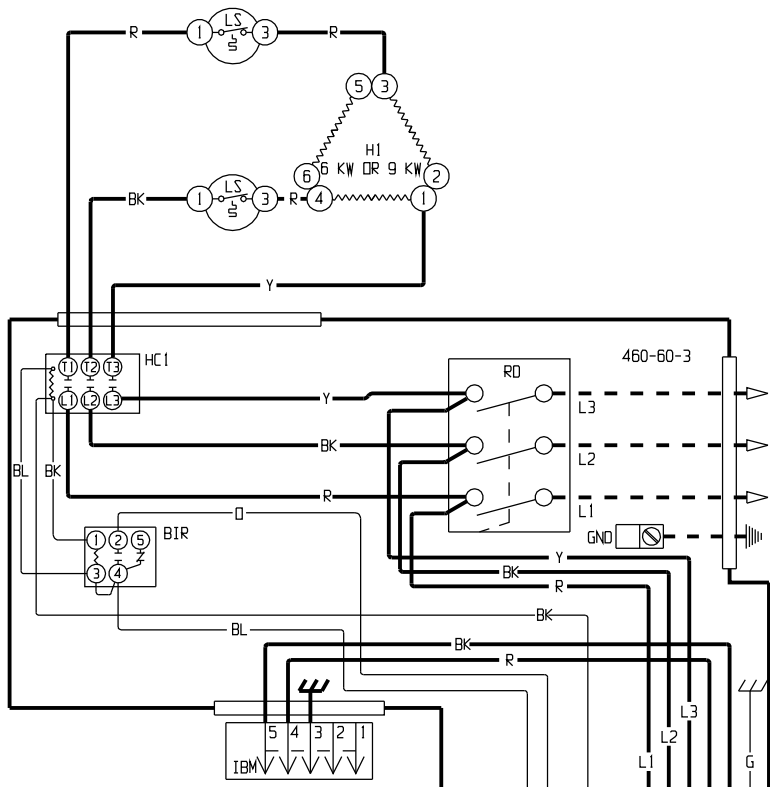 LS
R 1 3 R
5 3
H1
6 6 KW OR 9 KW 2
LS
BK 1 3 R 4 1
Y
460-60-3
T1 T2 T3 HC1
RD
L1 L2 L3 Y L3
BK L2
BL BK
R L1
O
1 2 5 BIR GND
Y
3 4 BK
R
BK
BL
BK
R
L3
5 4 3 2 1
L2
IBM L1 G